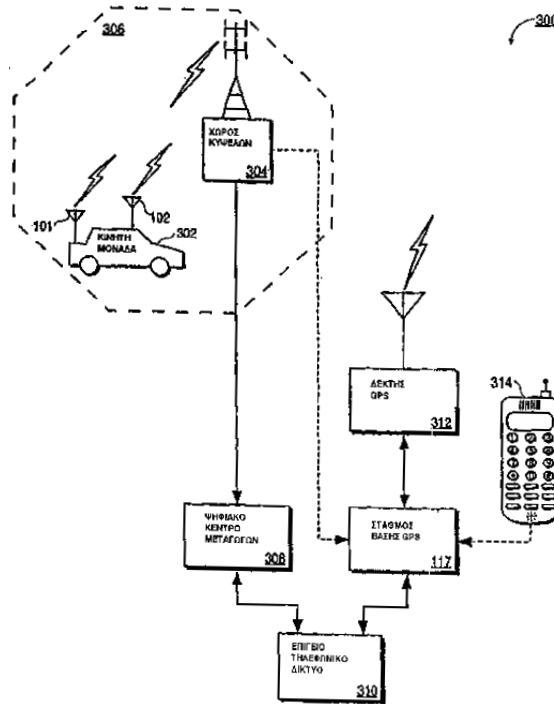 306
300
ΧΩΡΟΣ
ΚΥΨΕΛΩΝ
304
101
102
302
ΚΙΝΗΤΗ
ΜΟΝΑΔΑ
ΔΕΚΤΗΣ
GPS
312
314
ΨΗΦΙΑΚΟ
ΚΕΝΤΡΟ
ΜΕΤΑΓΩΓΩΝ
308
ΣΤΑΘΜΟΣ
ΒΑΣΗΣ GPS
117
ΕΠΙΓΕΙΟ
ΤΗΛΕΦΩΝΙΚΟ
ΔΙΚΤΥΟ
310